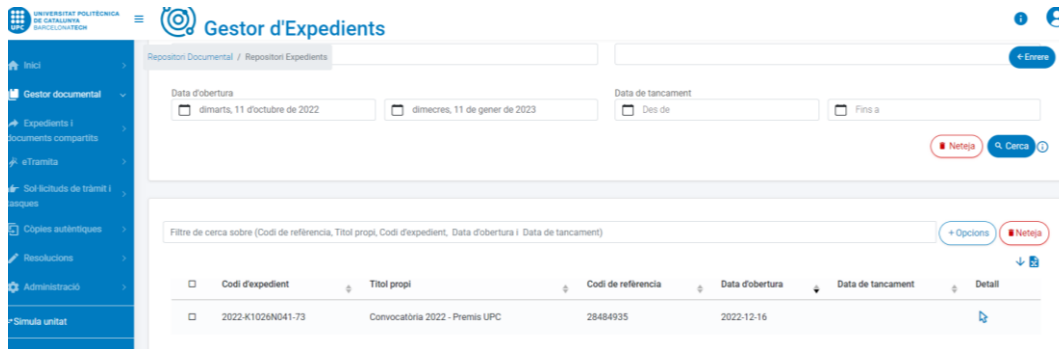 UNIVERSITAT POLITÈCNICA
DE CATALUNYA
BARCELONATECH
UPC
Gestor d'Expedients
Repositori Documental / Repositori Expedients
Enrere
Inici
Gestor documental
Expedients i
documents compartits
eTramita
Sol·licituds de tràmit i
tasques
Còpies autèntiques
Resolucions
Administració
Simula unitat
Data d'obertura
Data de tancament
dimarts, 11 d'octubre de 2022
dimecres, 11 de gener de 2023
Des de
Fins a
Neteja
Cerca
Filtre de cerca sobre (Codi de refèrencia, Titol propi, Codi d'expedient, Data d'obertura i Data de tancament)
+ Opcions
Neteja
Codi d'expedient Titol propi Codi de refèrencia Data d'obertura Data de tancament Detall
2022-K1026N041-73 Convocatòria 2022 - Premis UPC 28484935 2022-12-16